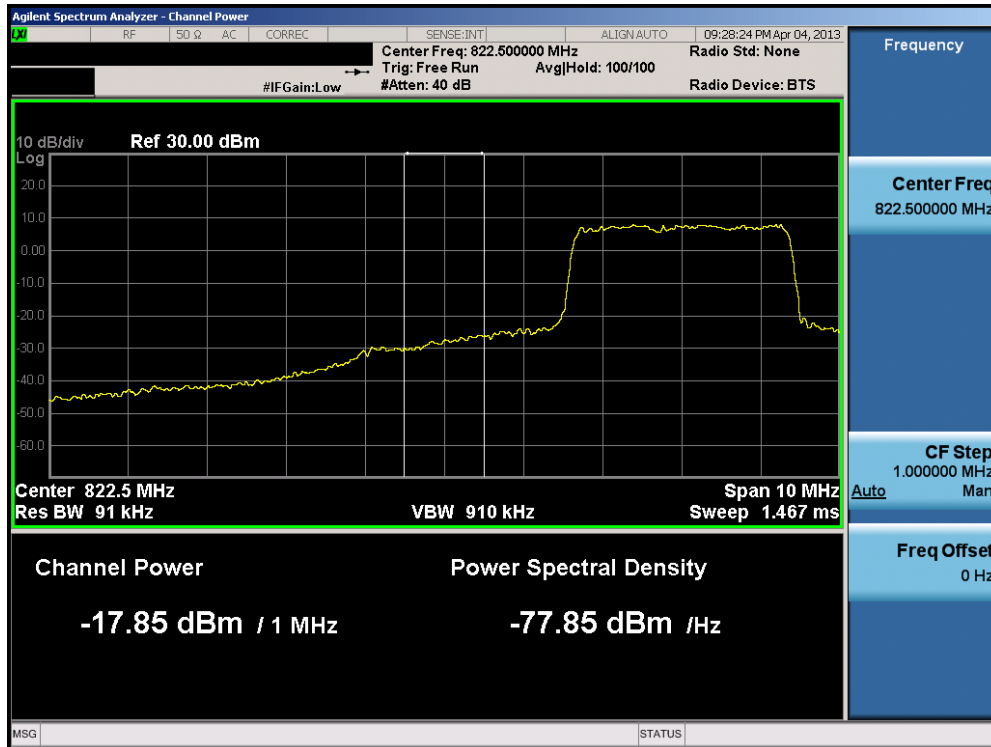 Agilent Spectrum Analyzer - Channel Power
LXI RF 50 Ω AC CORREC SENSE:INT ALIGN AUTO 09:28:24 PM Apr 04, 2013
Center Freq: 822.500000 MHz Radio Std: None
Trig: Free Run Avg|Hold: 100/100
#IFGain:Low #Atten: 40 dB Radio Device: BTS
10 dB/div Ref 30.00 dBm
Log
20.0
10.0
0.00
-10.0
-20.0
-30.0
-40.0
-50.0
-60.0
Center 822.5 MHz Span 10 MHz
Res BW 91 kHz VBW 910 kHz Sweep 1.467 ms
Channel Power Power Spectral Density
-17.85 dBm / 1 MHz -77.85 dBm /Hz
MSG STATUS
Frequency
Center Freq
822.500000 MHz
CF Step
1.000000 MHz
Auto Man
Freq Offset
0 Hz